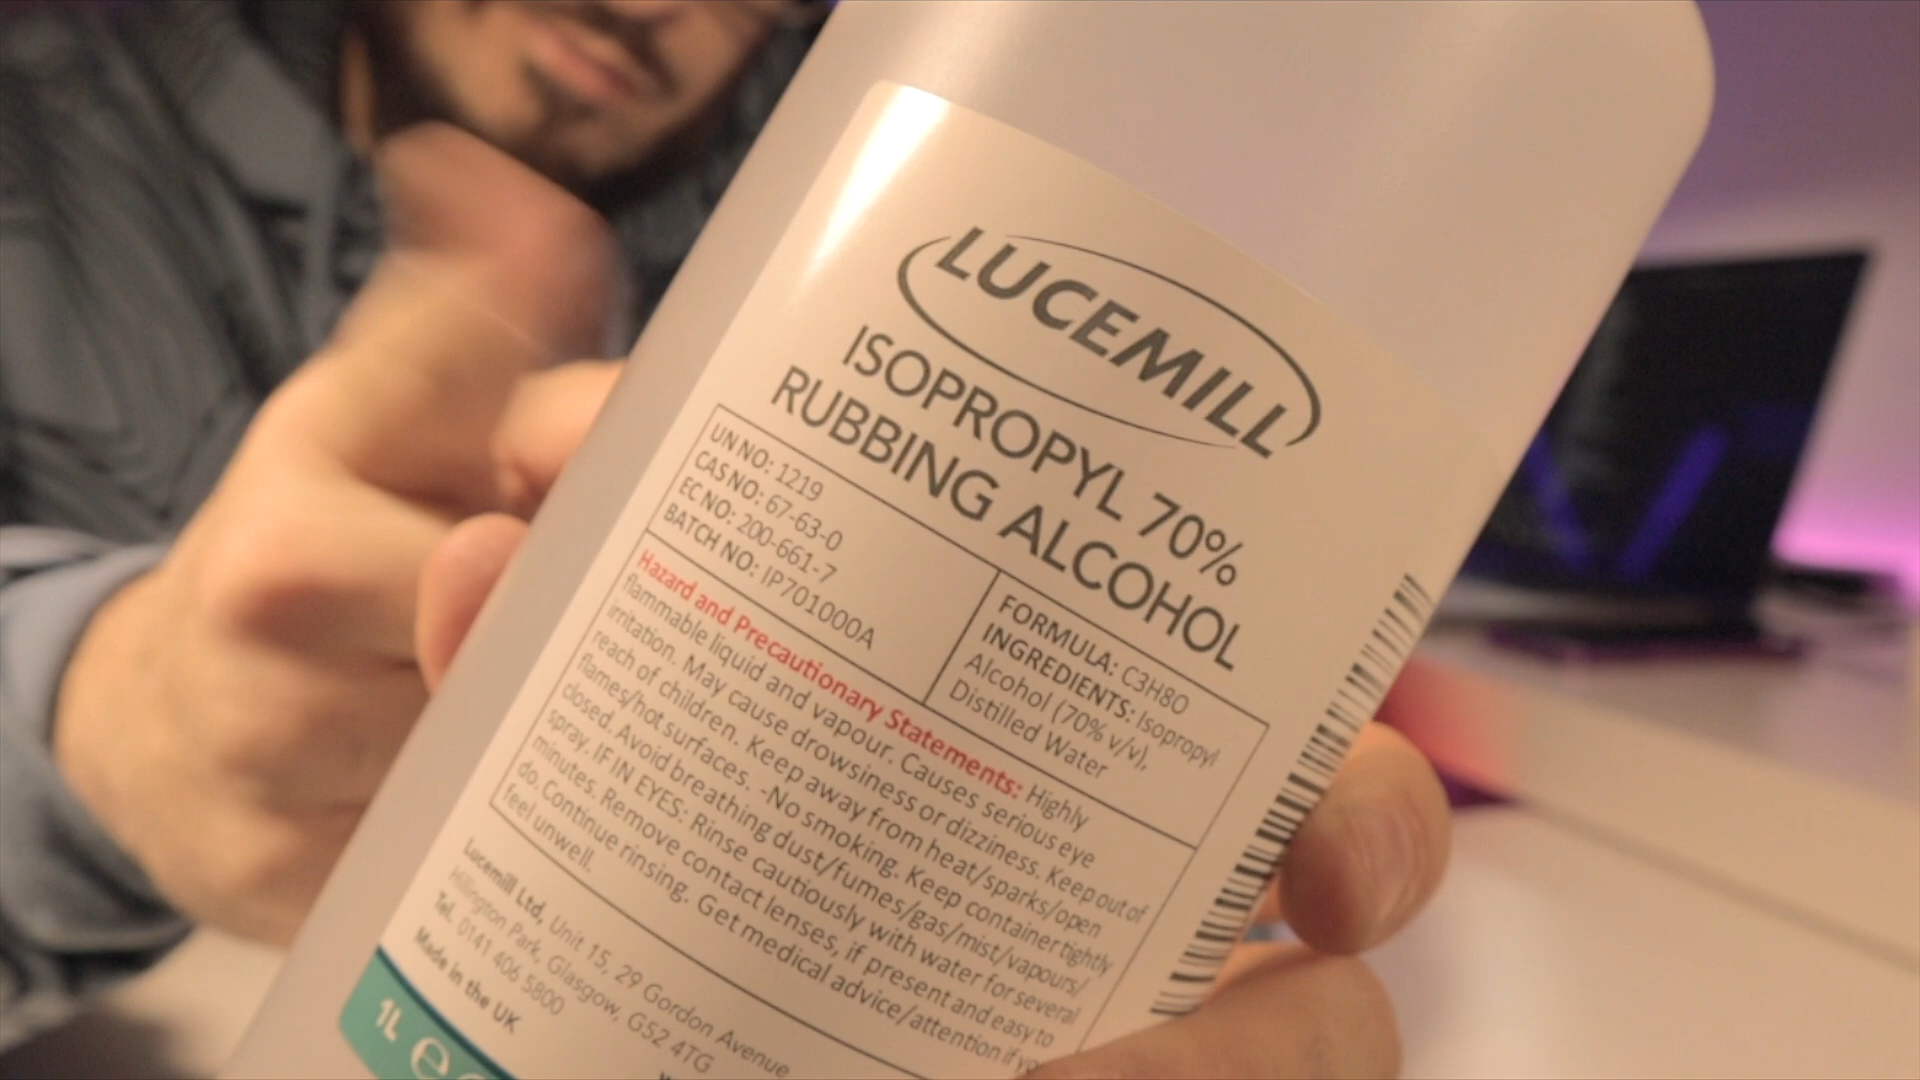 LUCEMILL
ISOPROPYL 70%
RUBBING ALCOHOL
UN NO: 1219
CAS NO: 67-63-0
EC NO: 200-661-7
BATCH NO: IP701000A
FORMULA: C3H8O
INGREDIENTS: Isopropyl
Alcohol (70% v/v),
Distilled Water
Hazard and Precautionary Statements: Highly
flammable liquid and vapour. Causes serious eye
irritation. May cause drowsiness or dizziness. Keep out of
reach of children. Keep away from heat/sparks/open
flames/hot surfaces. -No smoking. Keep container tightly
closed. Avoid breathing dust/fumes/gas/mist/vapours/
spray. IF IN EYES: Rinse cautiously with water for several
minutes. Remove contact lenses, if present and easy to
do. Continue rinsing. Get medical advice/attention if
feel unwell.
Lucemill Ltd, Unit 15, 29 Gordon Avenue
Hillington Park, Glasgow, G52 4TG
Tel. 0141 406 5800
Made in the UK
1L e